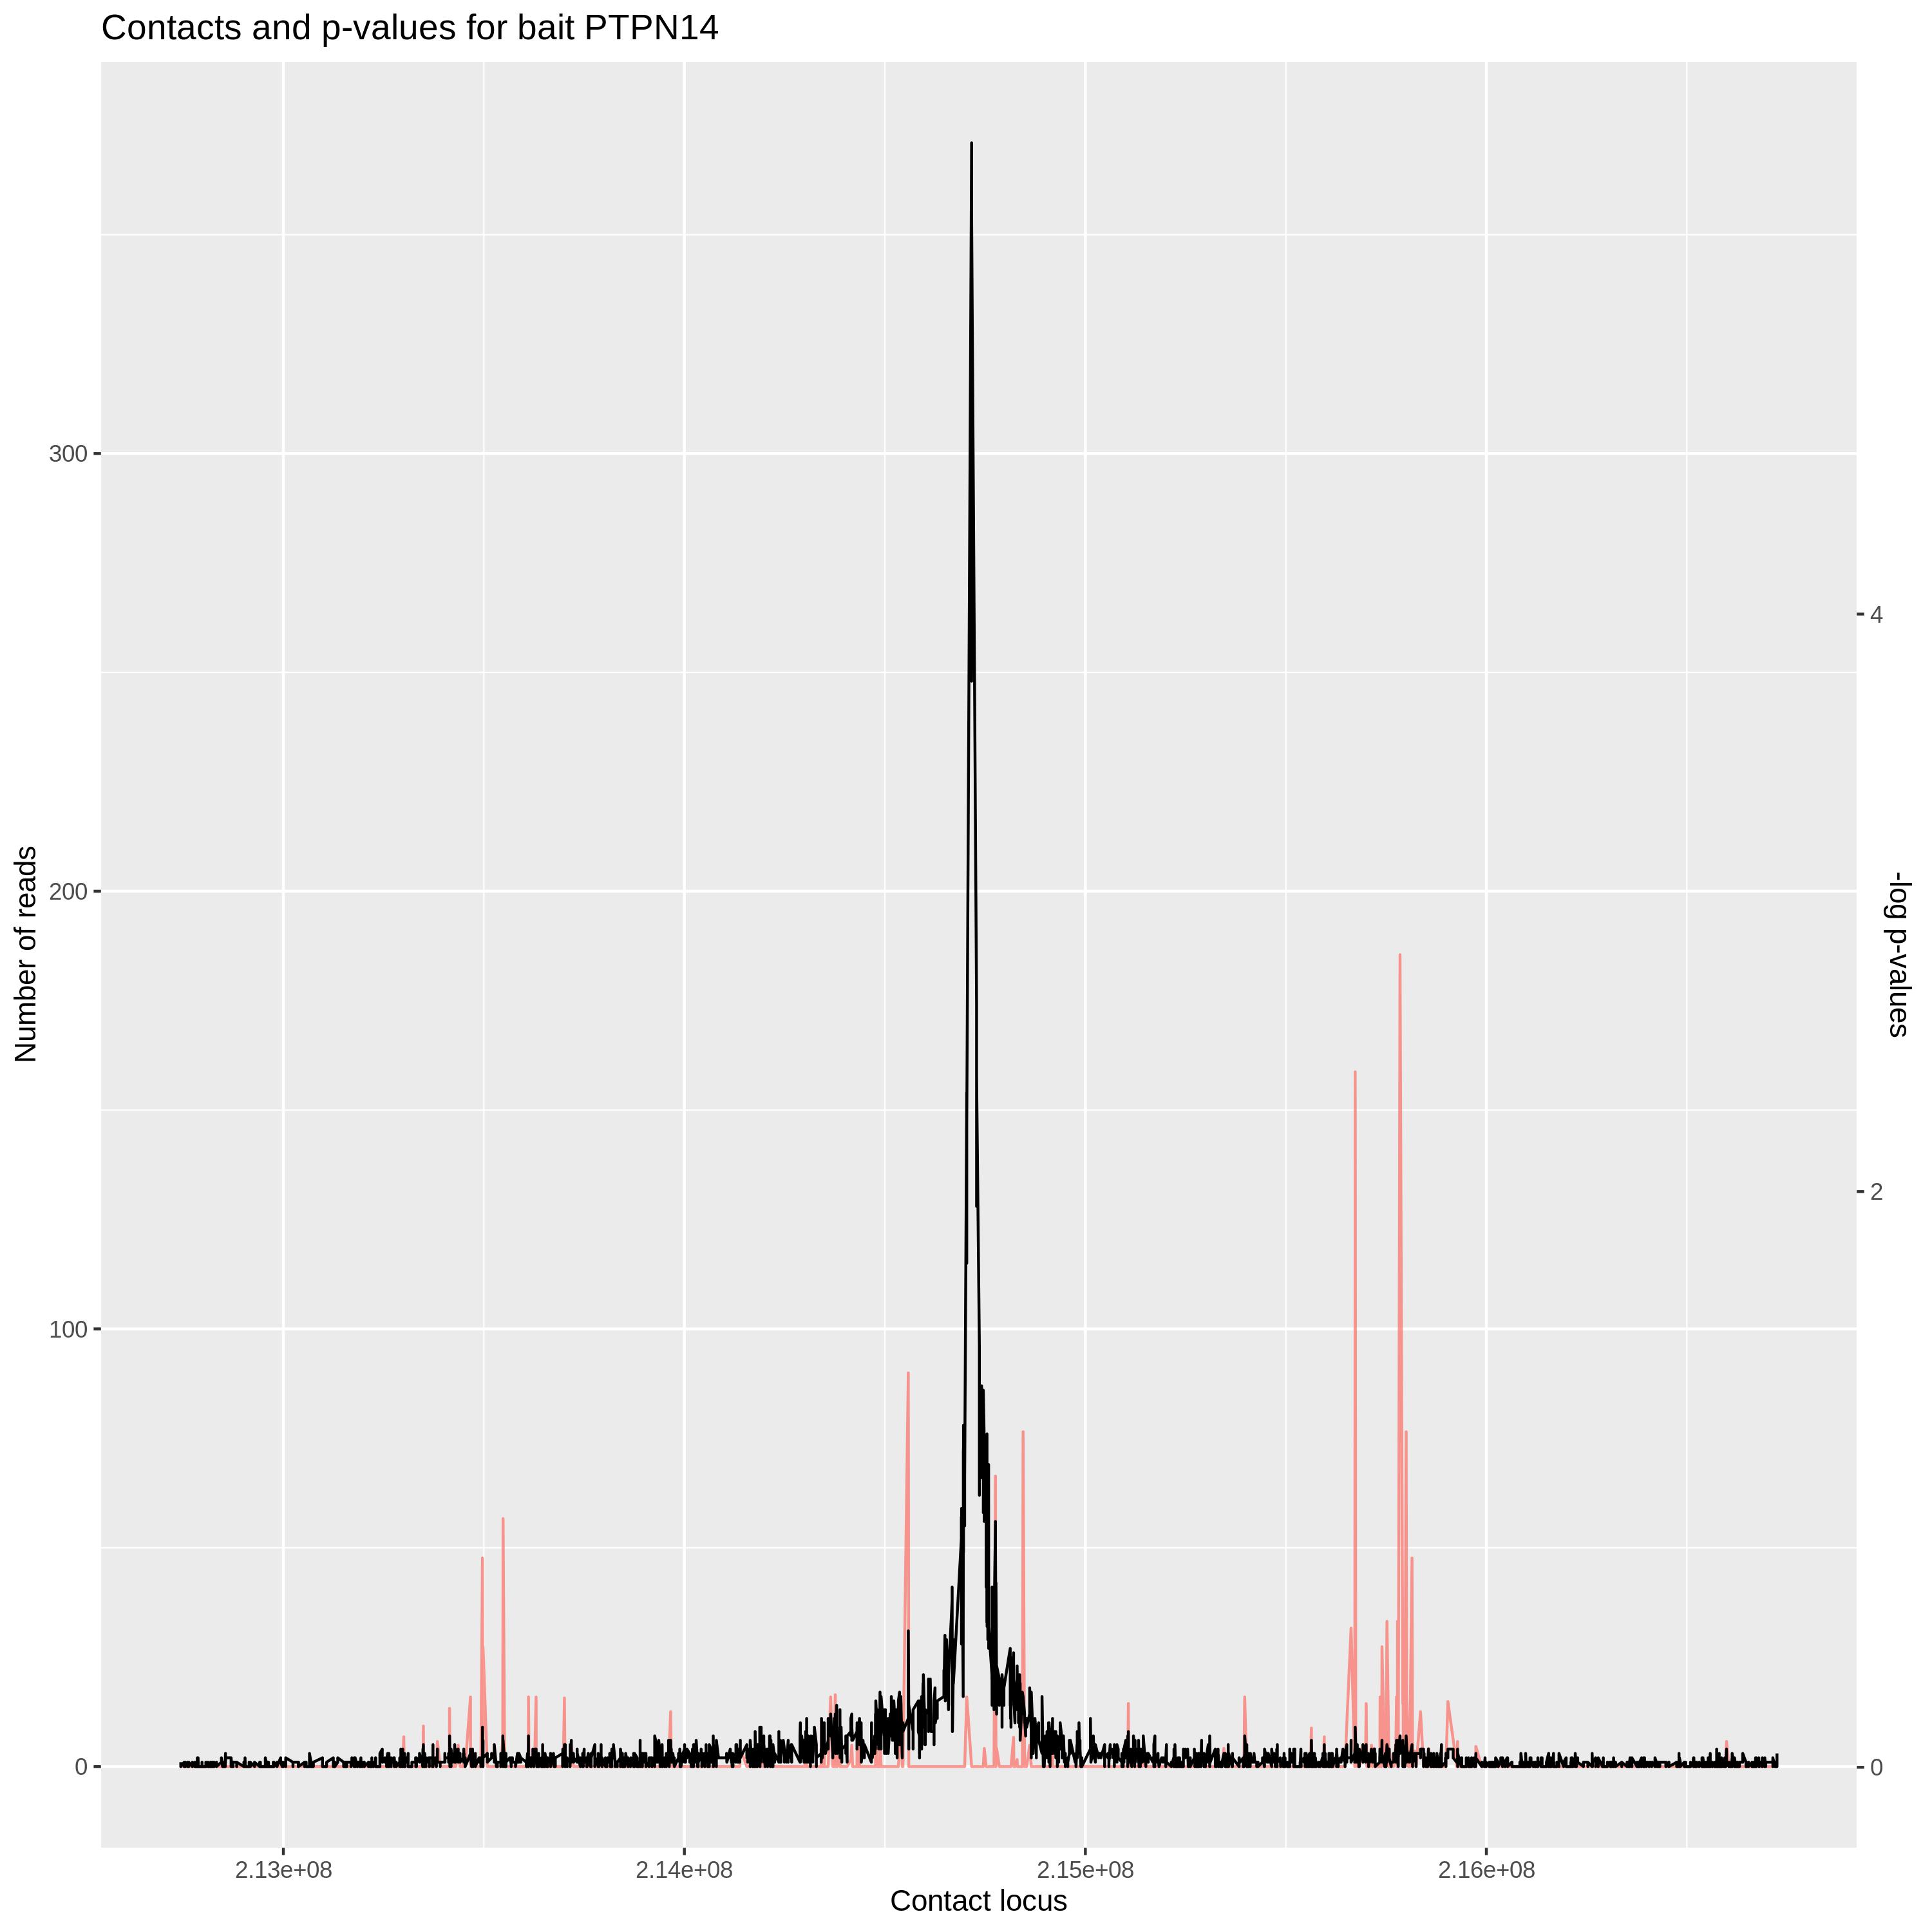 Contacts and p-values for bait PTPN14
Number of reads
300
200
100
0
-log p-values
4
2
0
2.13e+08
2.14e+08
2.15e+08
2.16e+08
Contact locus